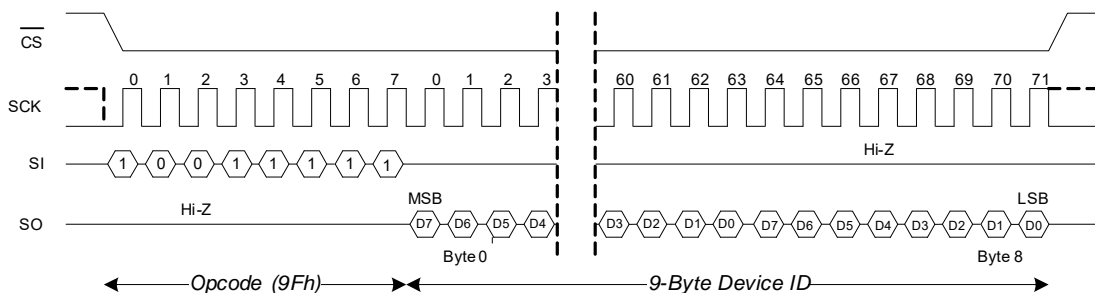 CS
0 1 2 3 4 5 6 7 0 1 2 3 60 61 62 63 64 65 66 67 68 69 70 71
SCK
Hi-Z
SI 1 0 0 1 1 1 1 1
MSB LSB
Hi-Z
SO D7 D6 D5 D4 D3 D2 D1 D0 D7 D6 D5 D4 D3 D2 D1 D0
Byte 0 Byte 8
Opcode (9Fh) 9-Byte Device ID